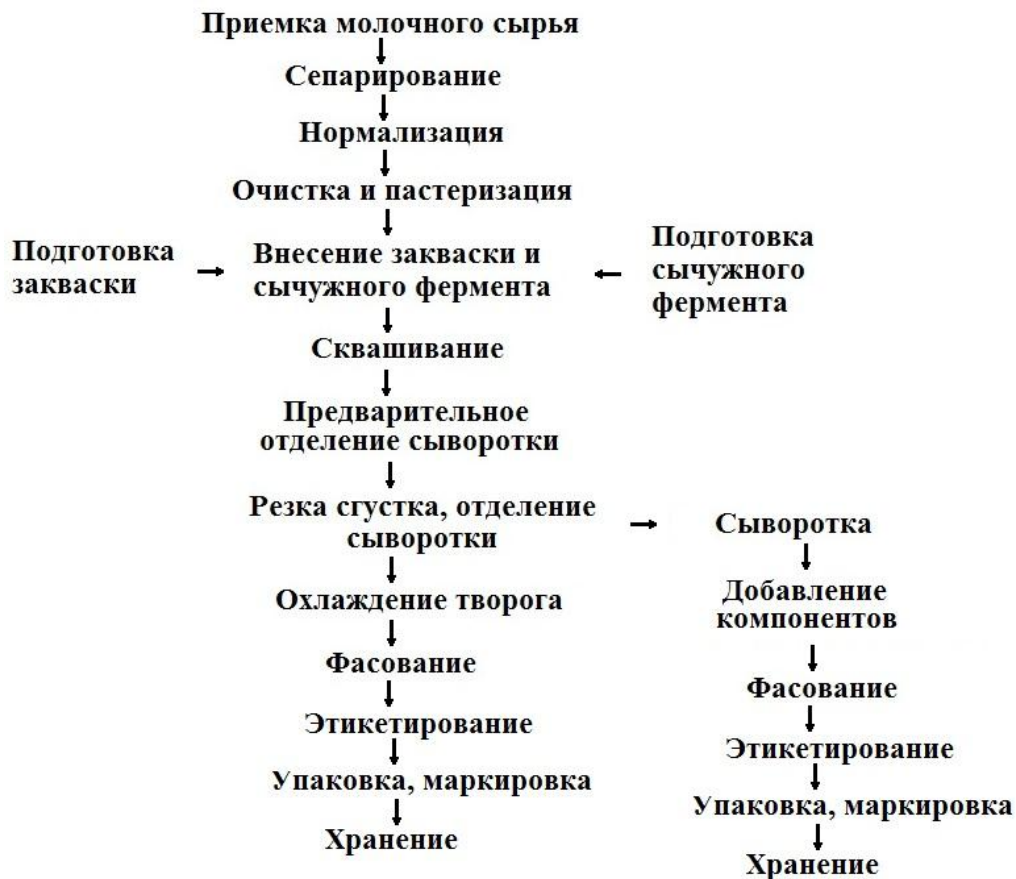 Приемка молочного сырья
Сепарирование
Нормализация
Очистка и пастеризация
Подготовка
закваски
Внесение закваски и
сычужного фермента
Подготовка
сычужного
фермента
Сквашивание
Предварительное
отделение сыворотки
Резка сгустка, отделение
сыворотки
Охлаждение творога
Фасование
Этикетирование
Упаковка, маркировка
Хранение
Сыворотка
Добавление
компонентов
Фасование
Этикетирование
Упаковка, маркировка
Хранение